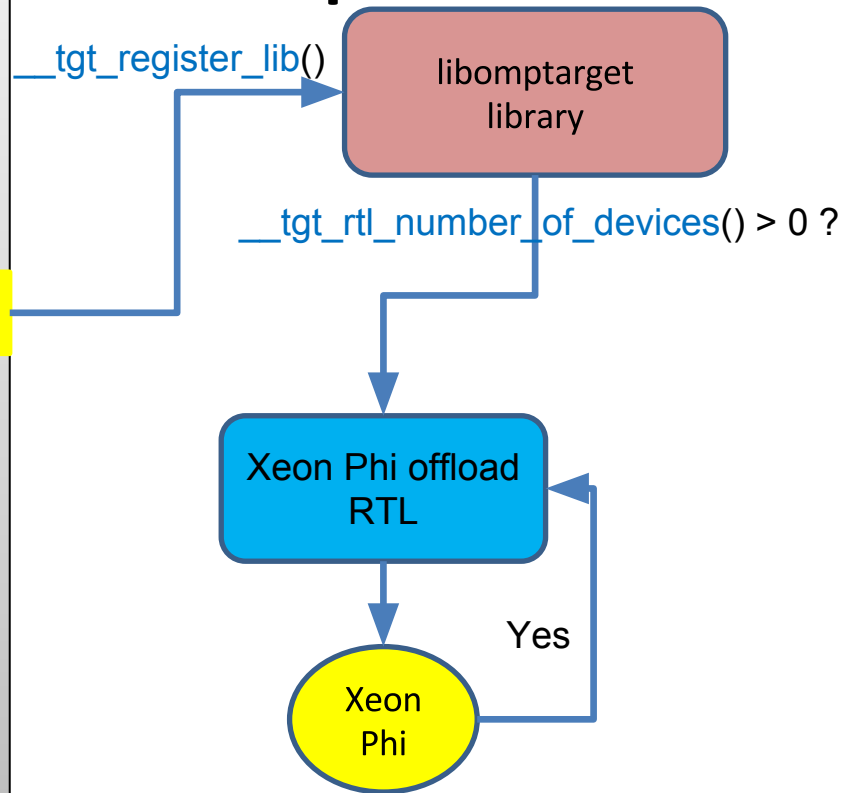 __tgt_register_lib()
libomptarget
library
__tgt_rtl_number_of_devices() > 0 ?
Xeon Phi offload
RTL
Yes
Xeon
Phi